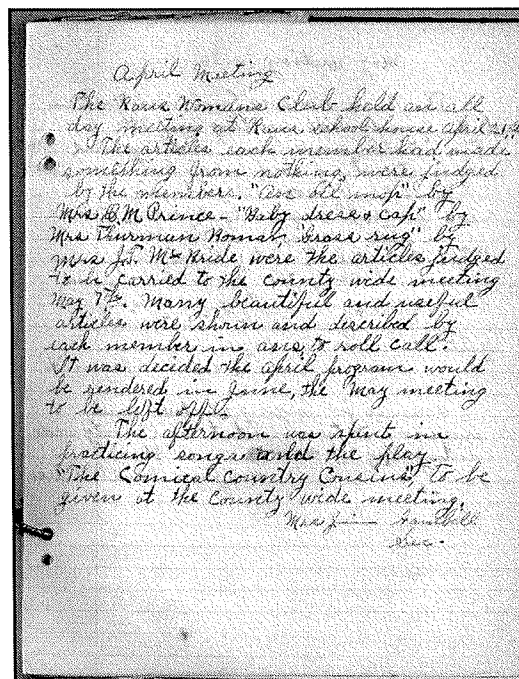 April Meeting
The Womans Club held an all
day meeting at school house April 21st
The articles each member had made
something from nothing, were judged
by the members. "An oil mop" by
Mrs B. M. Prince - "Baby dress & cap" by
Mrs Thurman "Grass rug" by
Mrs J. McBride were the articles judged
to be carried to the county wide meeting
May 7th. Many beautiful and useful
articles were shown and described by
each member in ans. to roll call.
It was decided the April program would
be rendered in June, the May meeting
to be left off.
The afternoon was spent in
practicing songs and the play
"The Comical Country Cousins", to be
given at the County wide meeting.
Mrs Gambill
Sec.